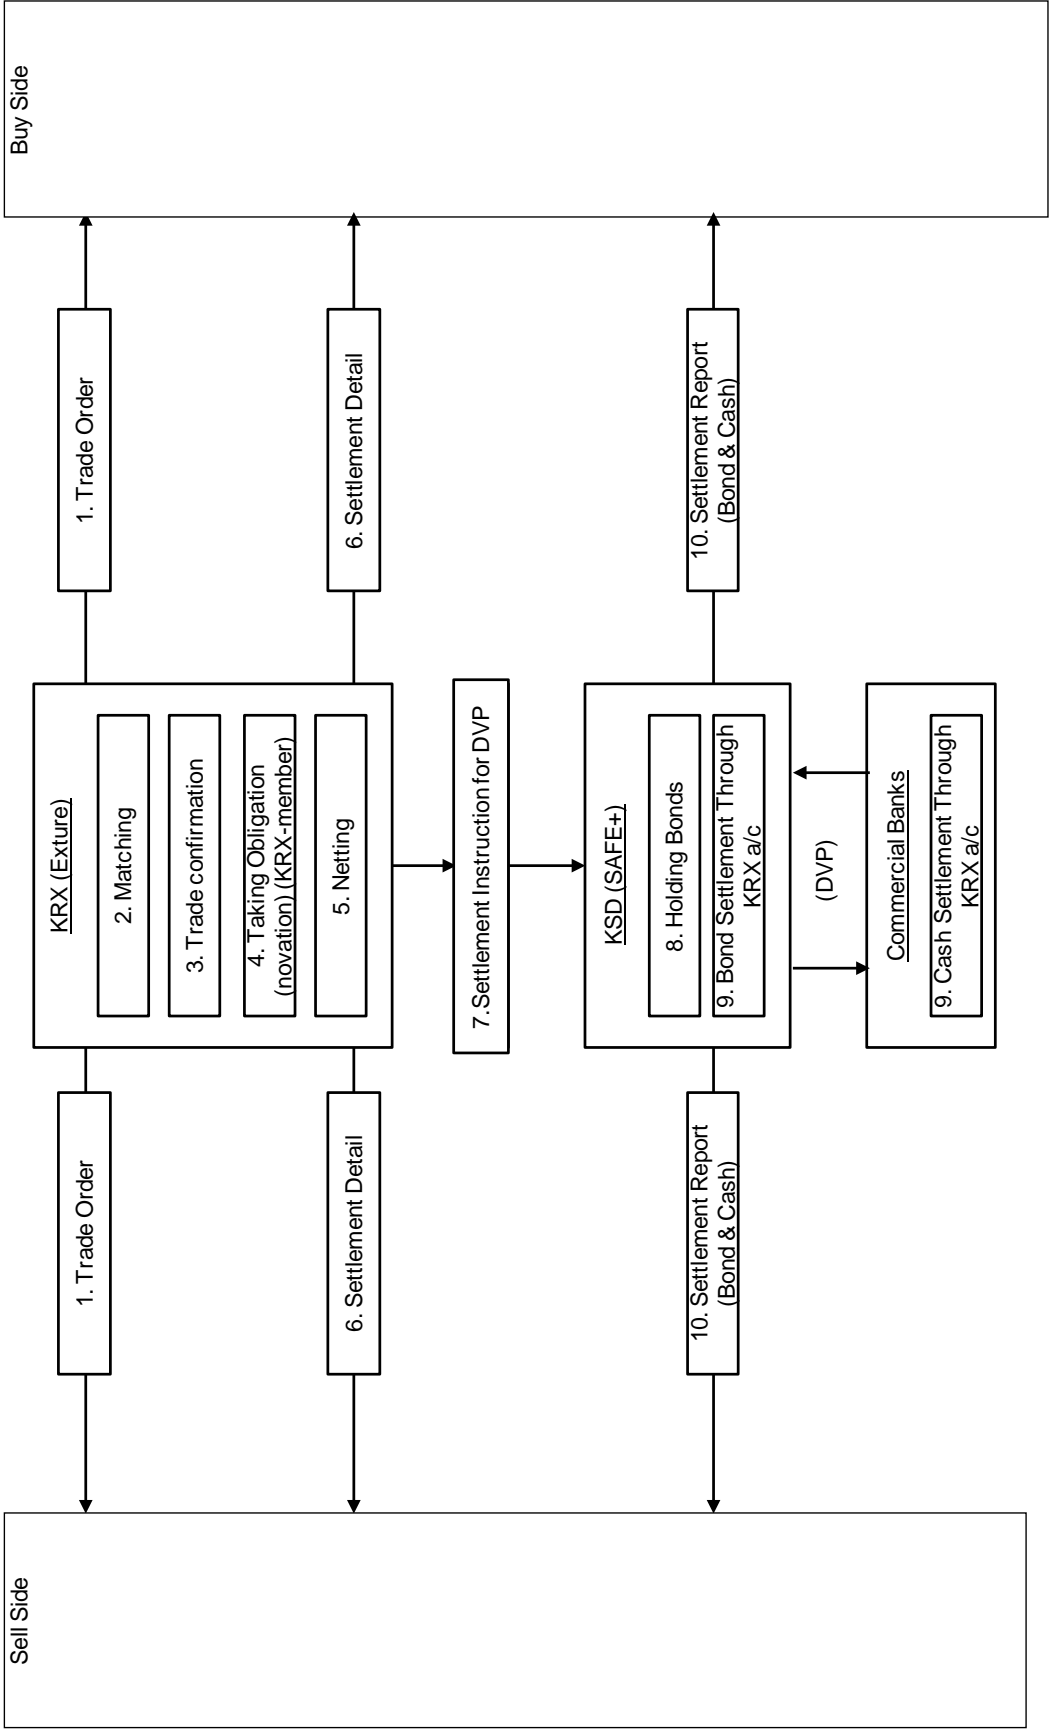 Sell Side
Buy Side
1. Trade Order
KRX (Exture)
1. Trade Order
2. Matching
3. Trade confirmation
4. Taking Obligation
(novation) (KRX-member)
5. Netting
6. Settlement Detail
6. Settlement Detail
7.Settlement Instruction for DVP
KSD (SAFE+)
8. Holding Bonds
9. Bond Settlement Through
KRX a/c
10. Settlement Report
(Bond & Cash)
10. Settlement Report
(Bond & Cash)
(DVP)
Commercial Banks
9. Cash Settlement Through
KRX a/c